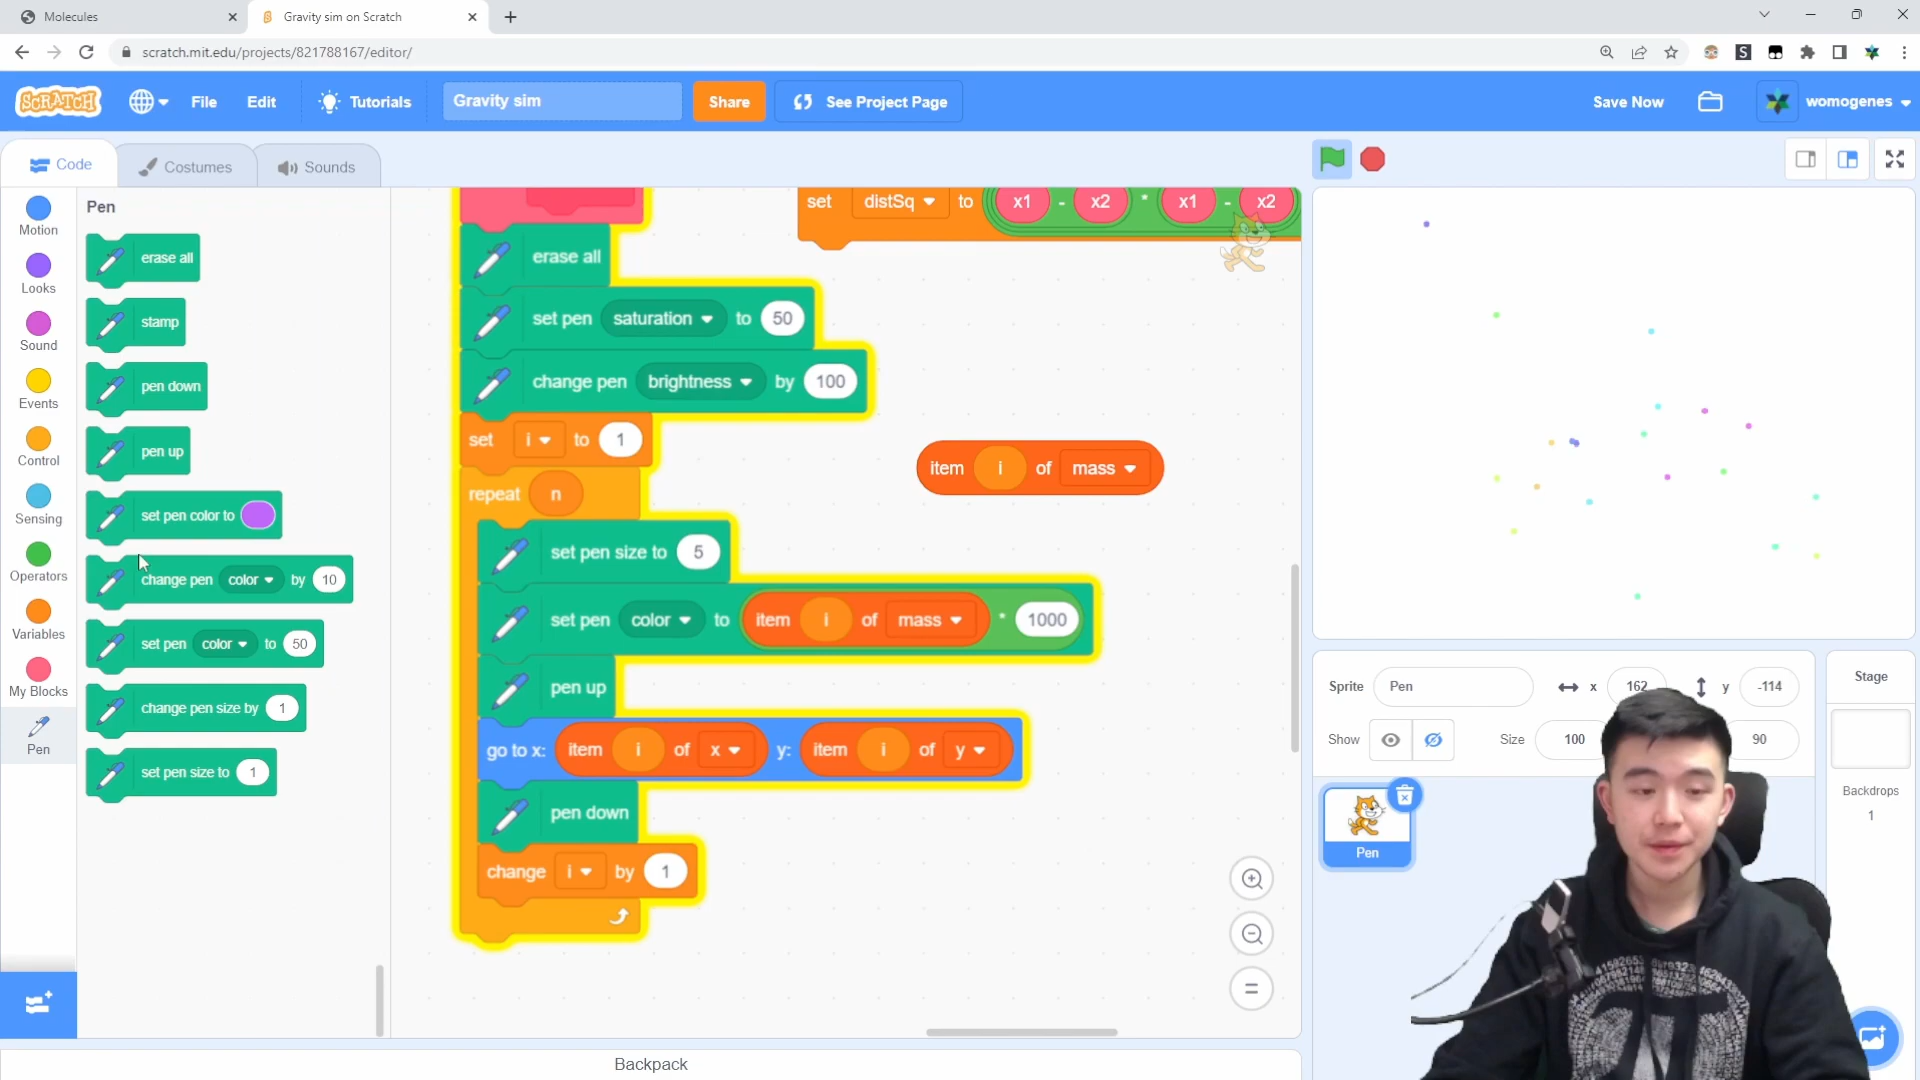 Molecules
Gravity sim on Scratch
scratch.mit.edu/projects/821788167/editor/
SCRATCH
File
Edit
Tutorials
Gravity sim
Share
See Project Page
Save Now
womogenes
Code
Costumes
Sounds
Motion
Looks
Sound
Events
Control
Sensing
Operators
Variables
My Blocks
Pen
Pen
erase all
stamp
pen down
pen up
set pen color to
change pen color by 10
set pen color to 50
change pen size by 1
set pen size to 1
set distSq to x1 - x2 * x1 - x2
erase all
set pen saturation to 50
change pen brightness by 100
set i to 1
repeat n
set pen size to 5
set pen color to item i of mass * 1000
pen up
go to x: item i of x y: item i of y
pen down
change i by 1
item i of mass
Backpack
Sprite Pen x 162 y -114
Show Size 100 90
Pen
Stage
Backdrops
1